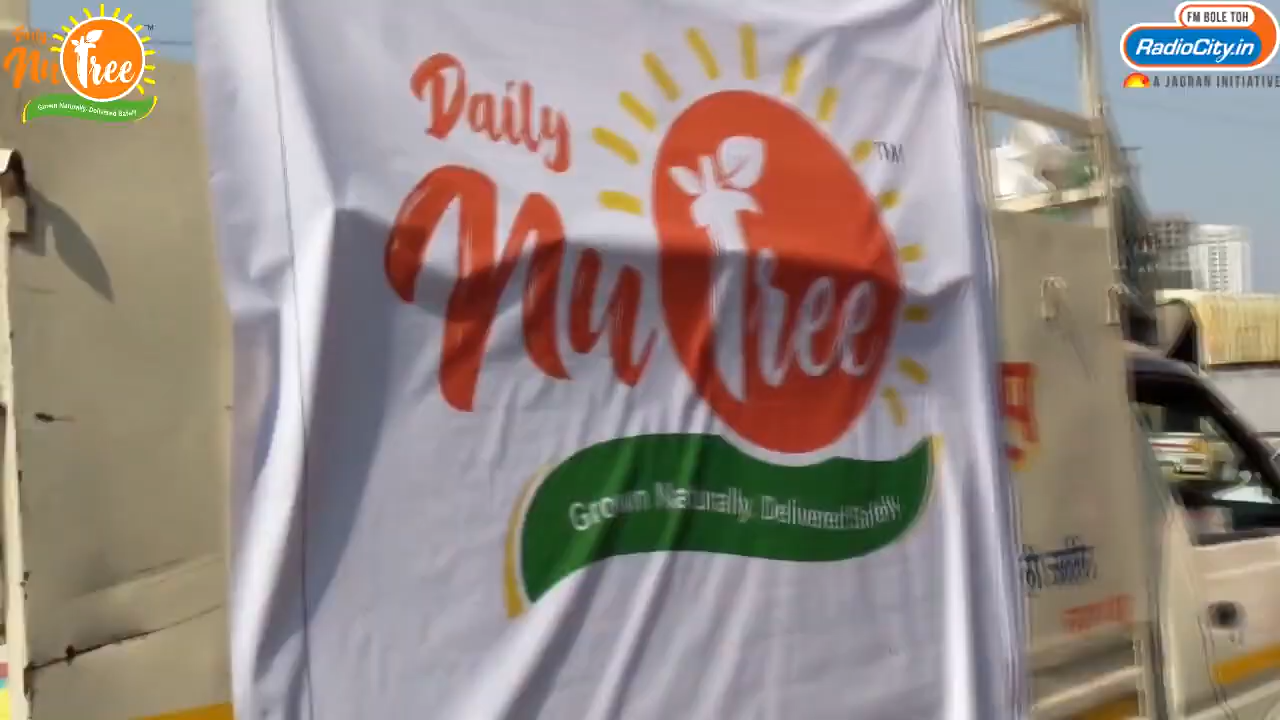 Daily
NuTree
TM
Grown Naturally. Delivered Safely
FM BOLE TOH
RadioCity.in
A JAGRAN INITIATIVE
Daily
NuTree
TM
Grown Naturally. Delivered Safely